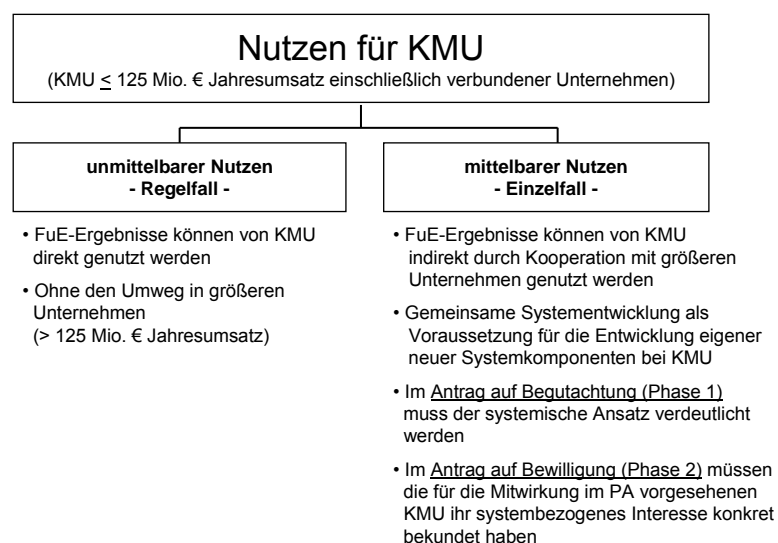 Nutzen für KMU
(KMU ≤ 125 Mio. € Jahresumsatz einschließlich verbundener Unternehmen)
unmittelbarer Nutzen
- Regelfall -
• FuE-Ergebnisse können von KMU
direkt genutzt werden
• Ohne den Umweg in größeren
Unternehmen
(> 125 Mio. € Jahresumsatz)
mittelbarer Nutzen
- Einzelfall -
• FuE-Ergebnisse können von KMU
indirekt durch Kooperation mit größeren
Unternehmen genutzt werden
• Gemeinsame Systementwicklung als
Voraussetzung für die Entwicklung eigener
neuer Systemkomponenten bei KMU
• Im Antrag auf Begutachtung (Phase 1)
muss der systemische Ansatz verdeutlicht
werden
• Im Antrag auf Bewilligung (Phase 2) müssen
die für die Mitwirkung im PA vorgesehenen
KMU ihr systembezogenes Interesse konkret
bekundet haben